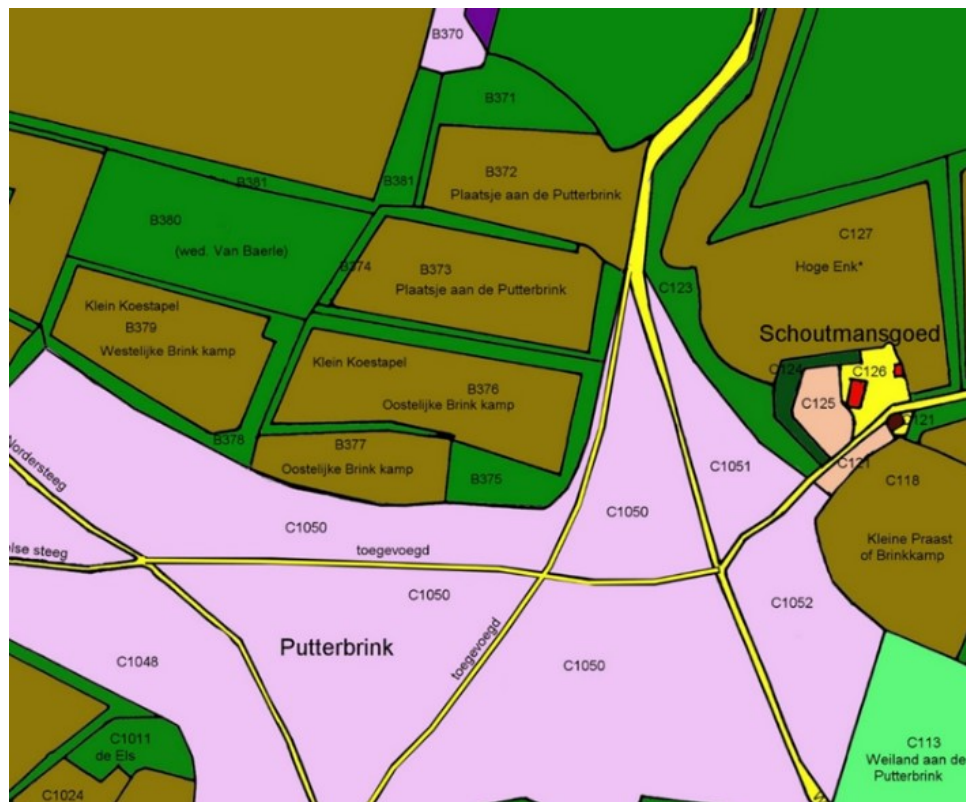 B370
B371
B372
Plaatsje aan de Putterbrink
B381
B381
B380
(wed. Van Baerle)
B374
B373
Plaatsje aan de Putterbrink
C127
Hoge Enk*
C123
Klein Koestapel
B379
Westelijke Brink kamp
Klein Koestapel
B376
Oostelijke Brink kamp
Schoutmansgoed
C124
C126
C125
C121
C121
B378
B377
Oostelijke Brink kamp
B375
C1051
C118
Nordersteeg
C1050
C1050
Kleine Praast
of Brinkkamp
else steeg
toegevoegd
C1050
C1052
toegevoegd
Putterbrink
C1048
C1050
C1011
de Els
C113
Weiland aan de
Putterbrink
C1024